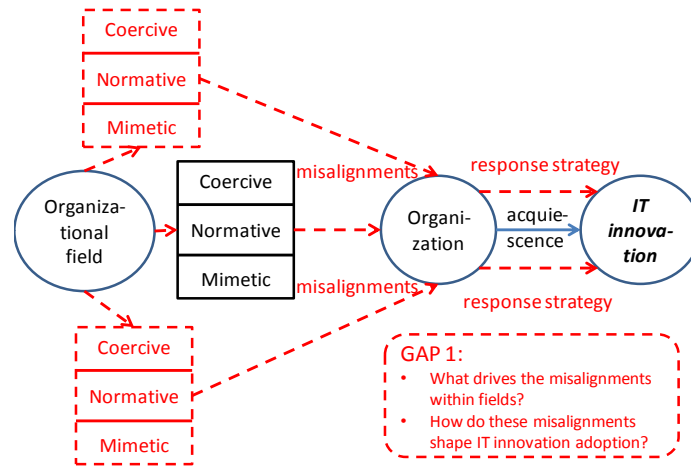 Coercive
Normative
Mimetic
Organiza-
tional
field
Coercive
Normative
Mimetic
misalignments
misalignments
Organi-
zation
response strategy
acquie-
scence
response strategy
IT
innova-
tion
Coercive
Normative
Mimetic
GAP 1:
• What drives the misalignments
within fields?
• How do these misalignments
shape IT innovation adoption?